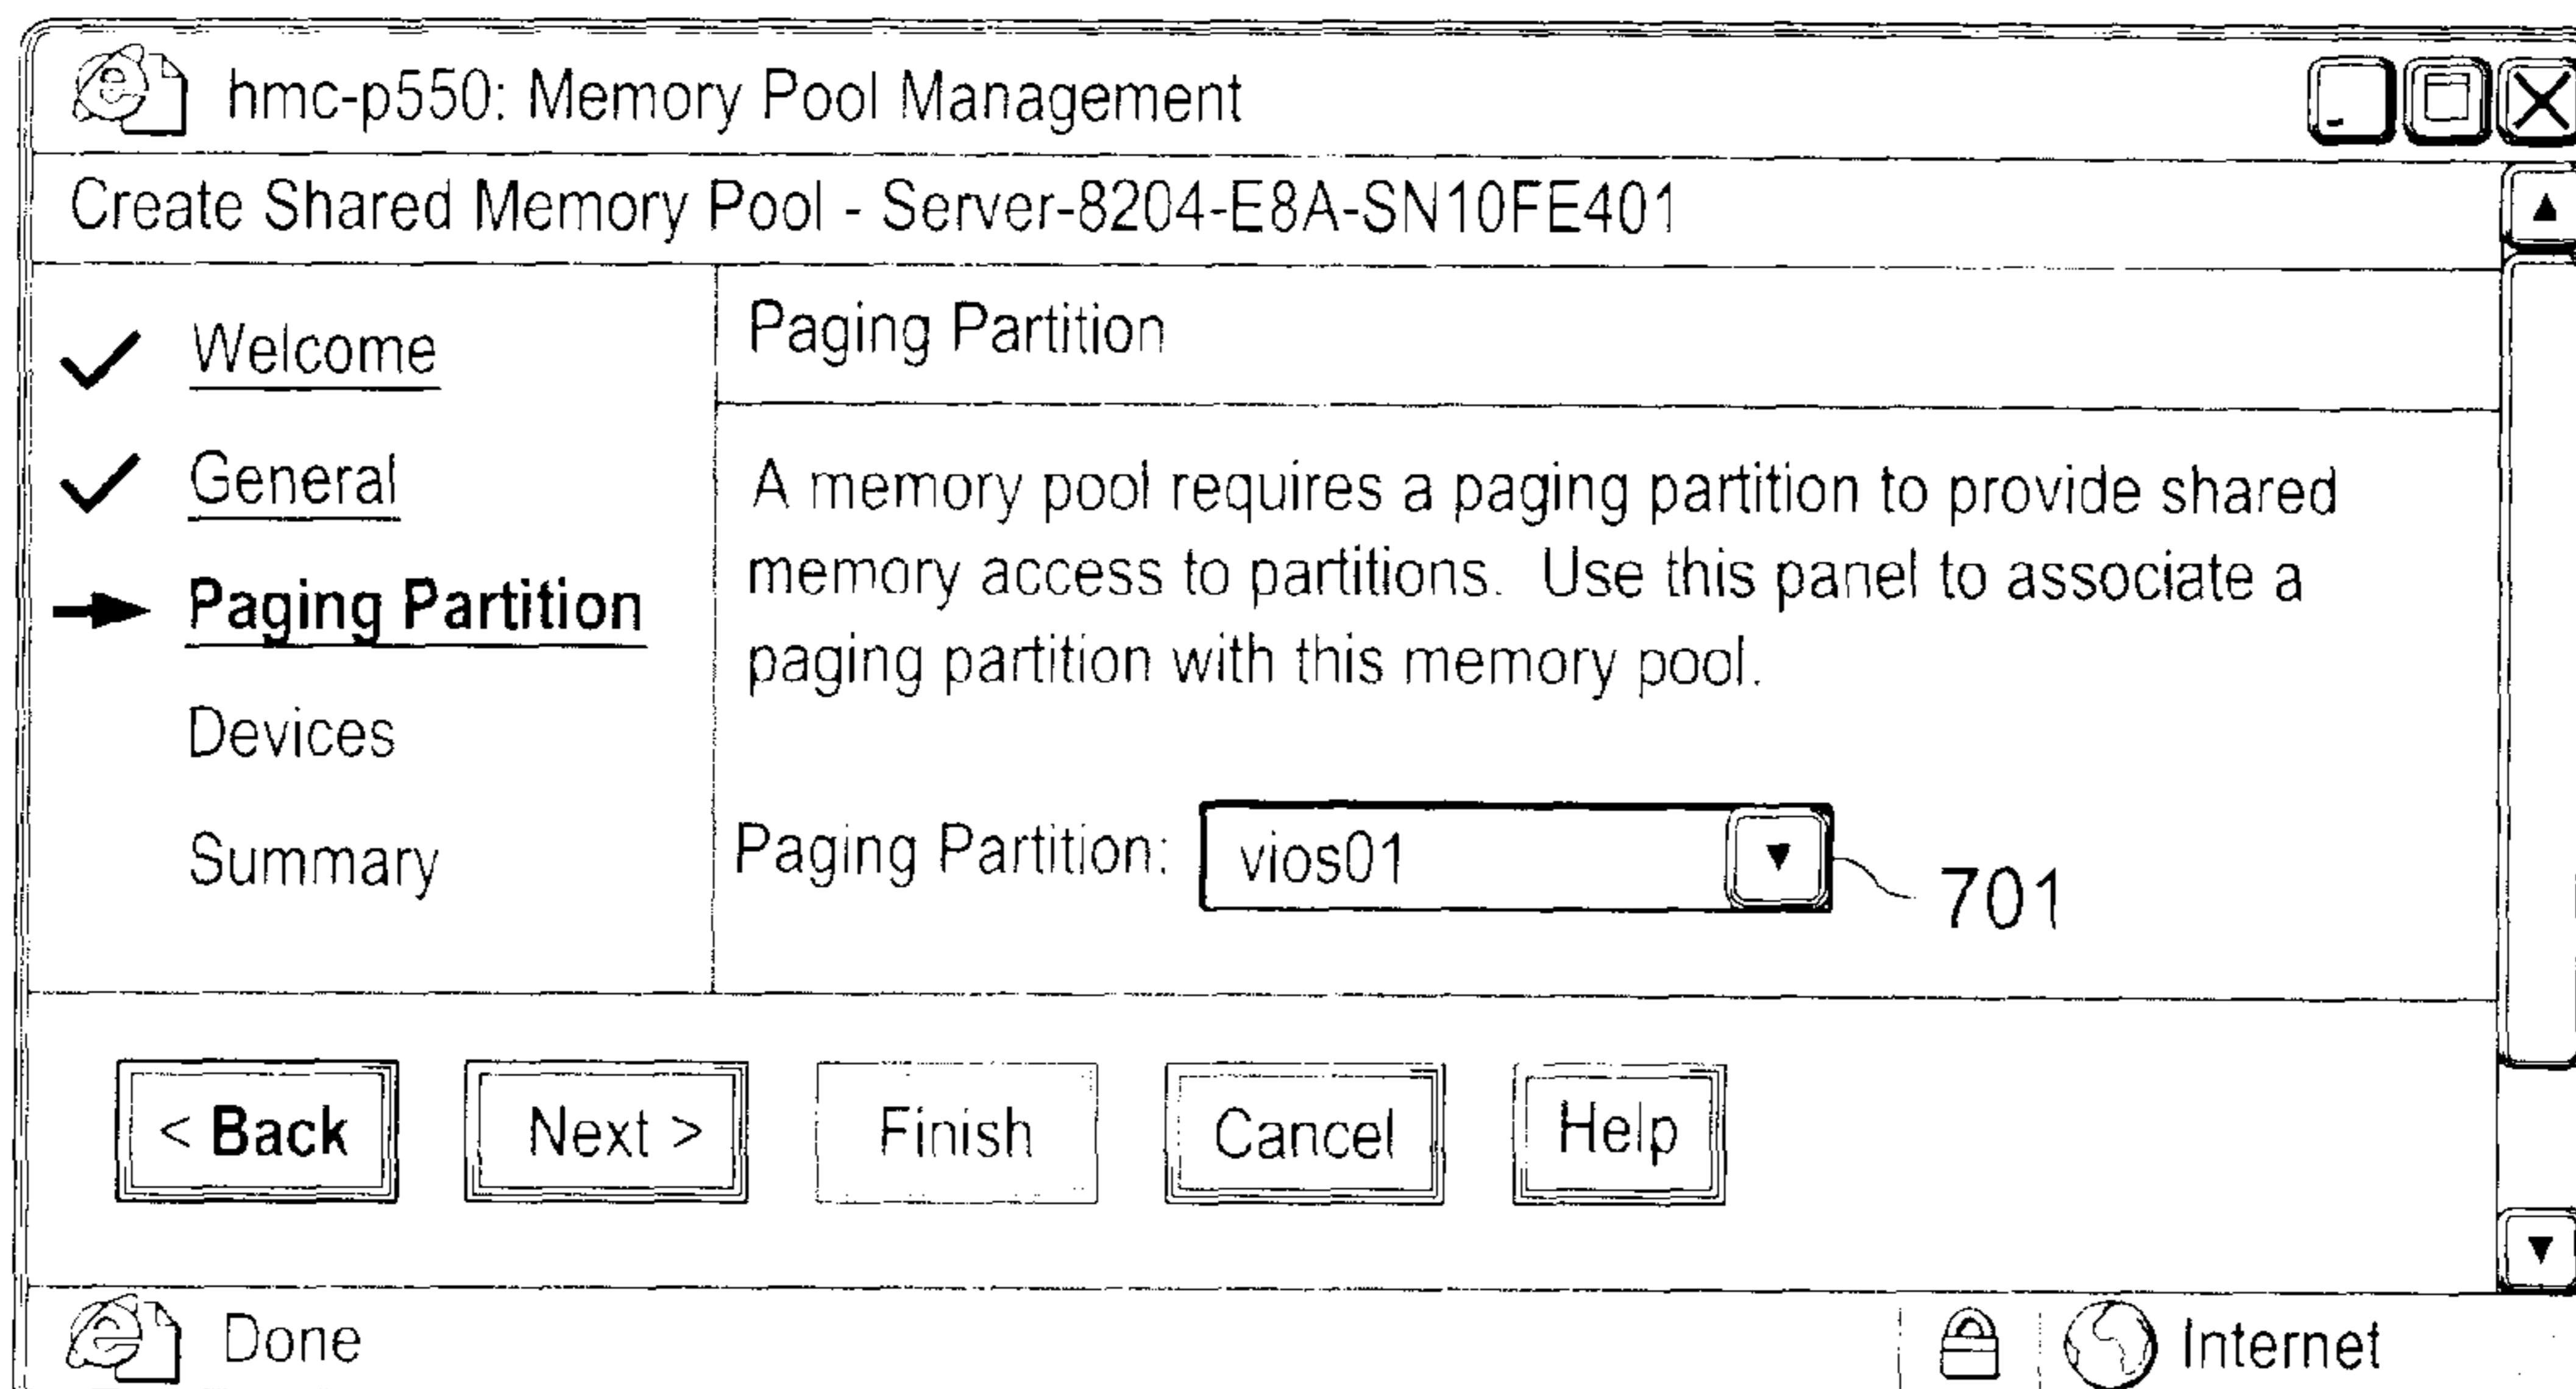 hmc-p550: Memory Pool Management
Create Shared Memory Pool - Server-8204-E8A-SN10FE401
Welcome
General
Paging Partition
Devices
Summary
Paging Partition
A memory pool requires a paging partition to provide shared
memory access to partitions. Use this panel to associate a
paging partition with this memory pool.
Paging Partition: vios01
701
< Back Next > Finish Cancel Help
Done Internet